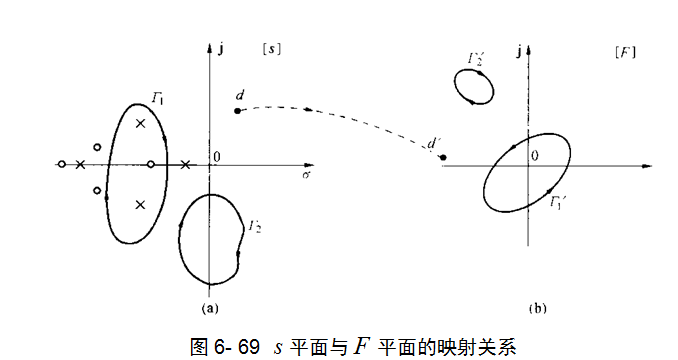 j [s] j [F]
Γ₂′
Γ₁ d
d′
0 0
σ
Γ₁′
Γ₂
(a) (b)
图 6- 69 s 平面与 F 平面的映射关系